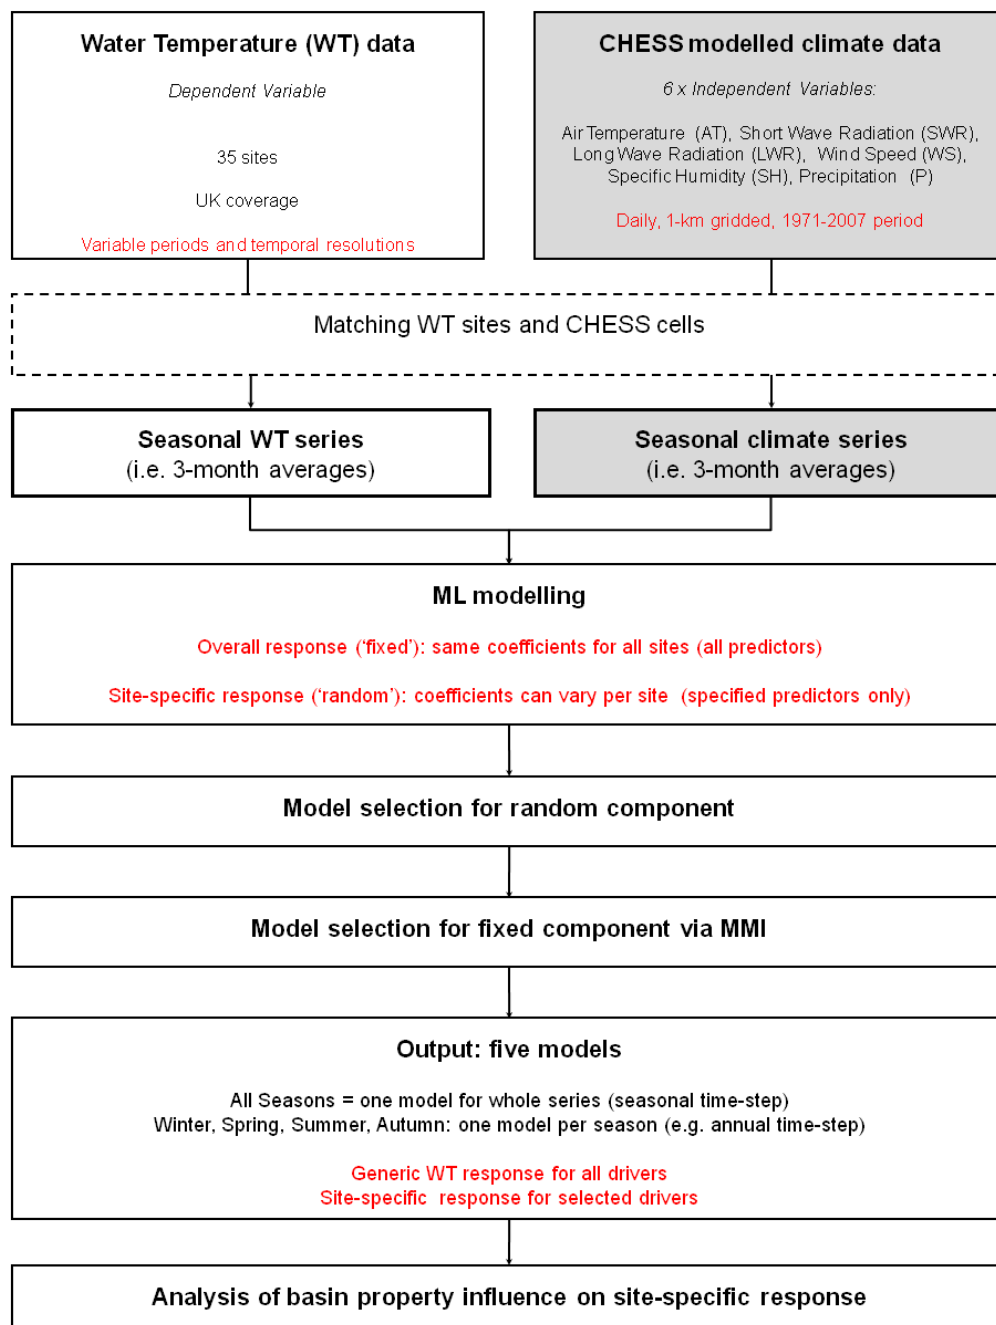 Water Temperature (WT) data
Dependent Variable
35 sites
UK coverage
Variable periods and temporal resolutions
CHESS modelled climate data
6 x Independent Variables:
Air Temperature (AT), Short Wave Radiation (SWR),
Long Wave Radiation (LWR), Wind Speed (WS),
Specific Humidity (SH), Precipitation (P)
Daily, 1-km gridded, 1971-2007 period
Matching WT sites and CHESS cells
Seasonal WT series
(i.e. 3-month averages)
Seasonal climate series
(i.e. 3-month averages)
ML modelling
Overall response (‘fixed’): same coefficients for all sites (all predictors)
Site-specific response (‘random’): coefficients can vary per site (specified predictors only)
Model selection for random component
Model selection for fixed component via MMI
Output: five models
All Seasons = one model for whole series (seasonal time-step)
Winter, Spring, Summer, Autumn: one model per season (e.g. annual time-step)
Generic WT response for all drivers
Site-specific response for selected drivers
Analysis of basin property influence on site-specific response